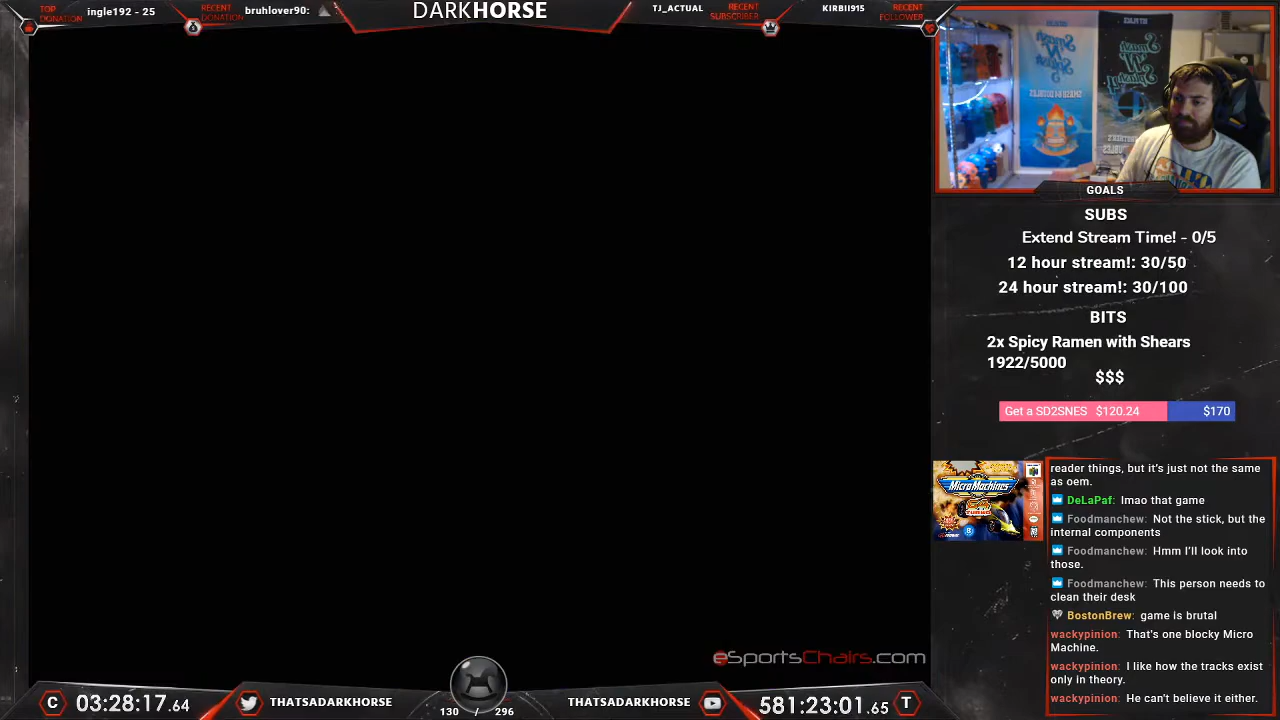 TOP DONATION
ingle192 - 25
RECENT DONATION
bruhlover90:
DARKHORSE
TJ_ACTUAL
RECENT SUBSCRIBER
KIRBII915
RECENT FOLLOWER
GOALS
SUBS
Extend Stream Time! - 0/5
12 hour stream!: 30/50
24 hour stream!: 30/100
BITS
2x Spicy Ramen with Shears
1922/5000
$$$
Get a SD2SNES $120.24
$170
MicroMachines
reader things, but it's just not the same
as oem.
DeLaPaf: lmao that game
Foodmanchew: Not the stick, but the
internal components
Foodmanchew: Hmm I'll look into
those.
Foodmanchew: This person needs to
clean their desk
BostonBrew: game is brutal
wackypinion: That's one blocky Micro
Machine.
wackypinion: I like how the tracks exist
only in theory.
wackypinion: He can't believe it either.
eSportsChairs.com
C
03:28:17.64
THATSADARKHORSE
130 / 296
THATSADARKHORSE
581:23:01.65
T